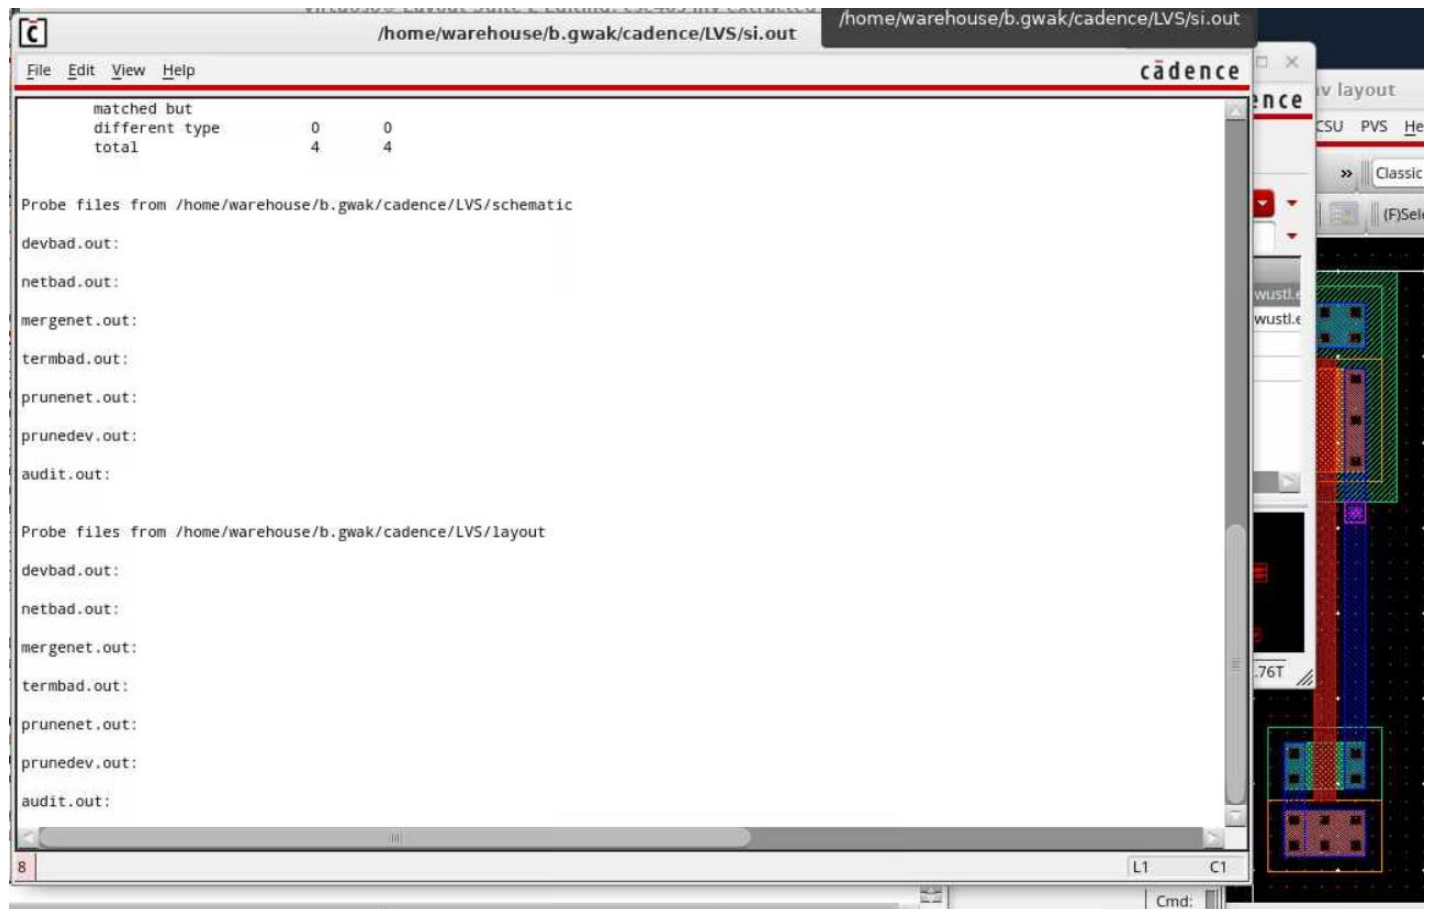 /home/warehouse/b.gwak/cadence/LVS/si.out
/home/warehouse/b.gwak/cadence/LVS/si.out
File Edit View Help
cādence
matched but
different type 0 0
total 4 4
Probe files from /home/warehouse/b.gwak/cadence/LVS/schematic
devbad.out:
netbad.out:
mergenet.out:
termbad.out:
prunenet.out:
prunedev.out:
audit.out:
Probe files from /home/warehouse/b.gwak/cadence/LVS/layout
devbad.out:
netbad.out:
mergenet.out:
termbad.out:
prunenet.out:
prunedev.out:
audit.out:
8
L1 C1
Cmd:
ence
wustl.e
wustl.e
.76T
layout
CSU PVS He
» Classic
(F)Sel